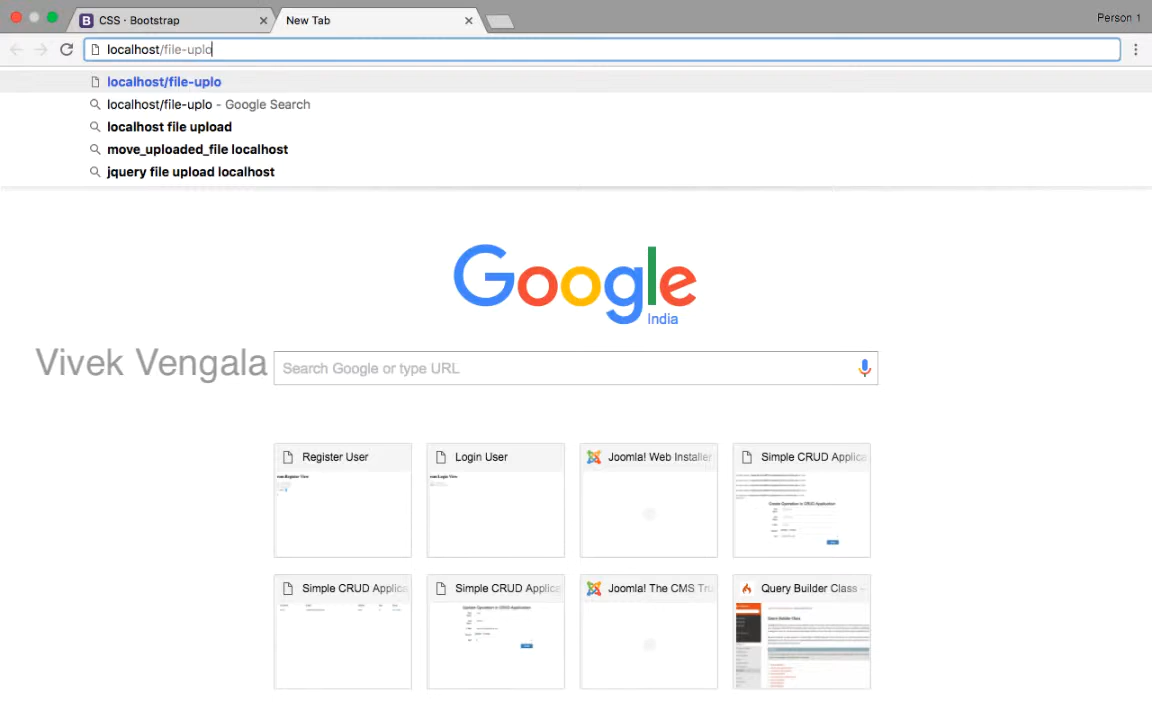 CSS · Bootstrap
New Tab
Person 1
localhost/file-uplo
localhost/file-uplo
localhost/file-uplo - Google Search
localhost file upload
move_uploaded_file localhost
jquery file upload localhost
Google
India
Vivek Vengala
Search Google or type URL
Register User
Login User
Joomla! Web Installer
Simple CRUD Applica
Simple CRUD Applica
Simple CRUD Applica
Joomla! The CMS Tru
Query Builder Class –